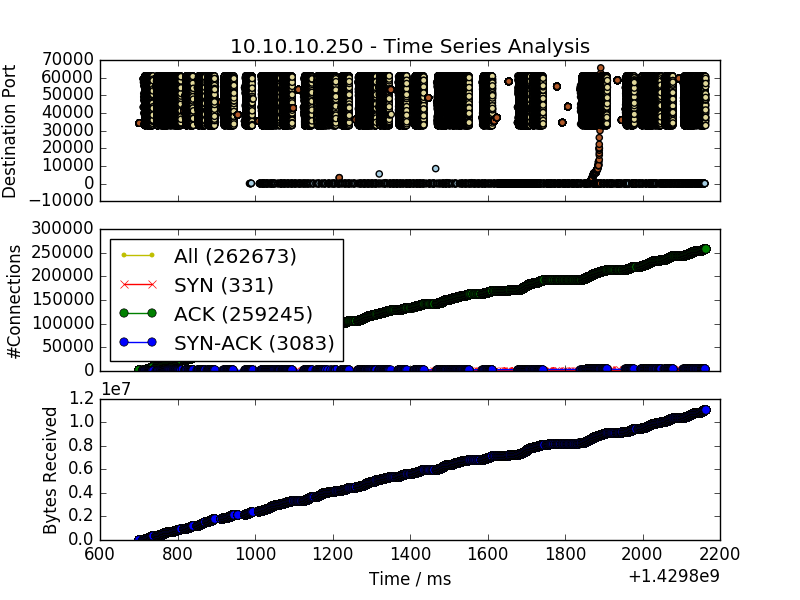 10.10.10.250 - Time Series Analysis
70000
60000
50000
40000
30000
20000
10000
0
−10000
Destination Port
300000
250000
200000
150000
100000
50000
0
#Connections
All (262673)
SYN (331)
ACK (259245)
SYN-ACK (3083)
1e7
1.2
1.0
0.8
0.6
0.4
0.2
0.0
Bytes Received
600 800 1000 1200 1400 1600 1800 2000 2200
Time / ms
+1.4298e9